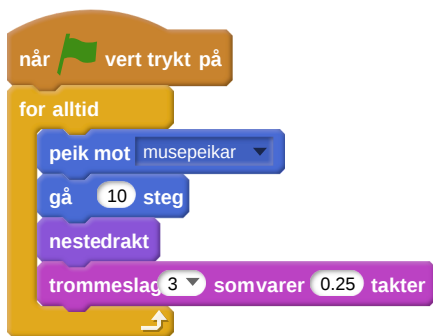 når vert trykt på
for alltid
peik mot musepeikar
gå 10 steg
nestedrakt
trommeslag 3 somvarer 0.25 takter